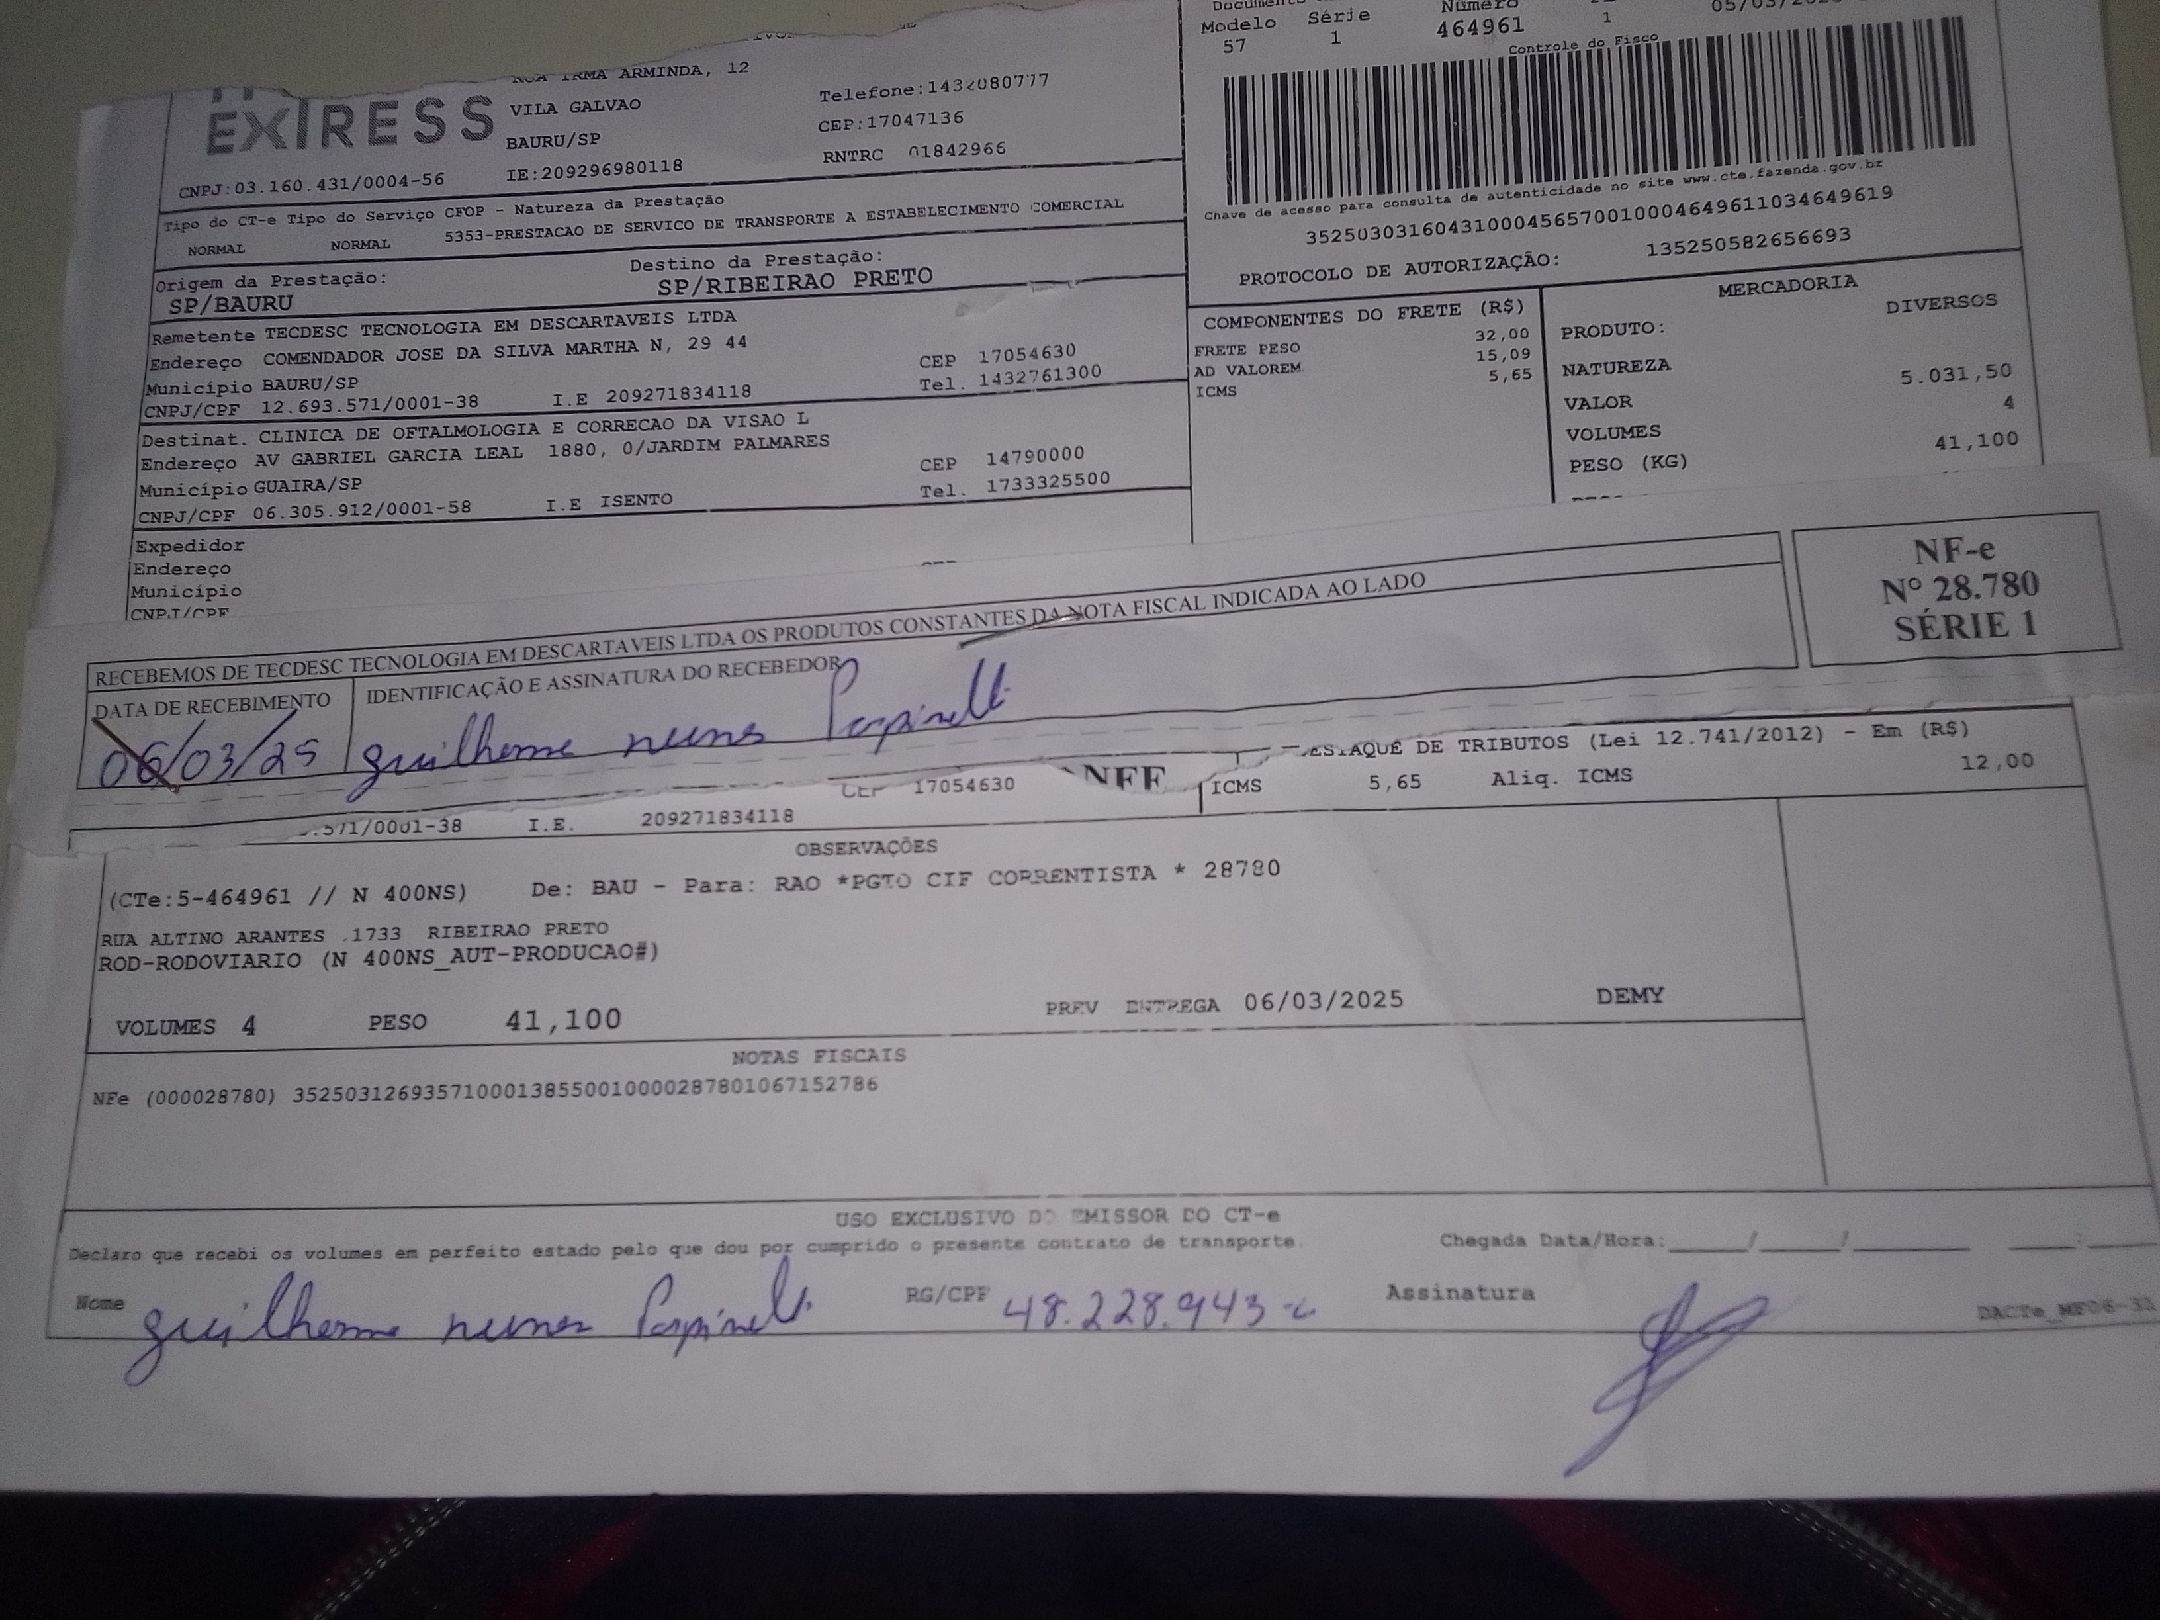 Modelo Série Número
57 1 464961 1
Controle do Fisco
RUA IRMA ARMINDA, 12
VILA GALVAO Telefone:1432080777
BAURU/SP CEP:17047136
EXPRESS
CNPJ:03.160.431/0004-56 IE:209296980118 RNTRC 01842966
Chave de acesso para consulta de autenticidade no site www.cte.fazenda.gov.br
35250303160431000456570010004649611034649619
PROTOCOLO DE AUTORIZAÇÃO: 135250582656693
Tipo do CT-e Tipo do Serviço CFOP - Natureza da Prestação
NORMAL NORMAL 5353-PRESTACAO DE SERVICO DE TRANSPORTE A ESTABELECIMENTO COMERCIAL
Origem da Prestação: Destino da Prestação:
SP/BAURU SP/RIBEIRAO PRETO
Remetente TECDESC TECNOLOGIA EM DESCARTAVEIS LTDA
Endereço COMENDADOR JOSE DA SILVA MARTHA N, 29 44
Município BAURU/SP CEP 17054630
CNPJ/CPF 12.693.571/0001-38 I.E 209271834118 Tel. 1432761300
Destinat. CLINICA DE OFTALMOLOGIA E CORRECAO DA VISAO L
Endereço AV GABRIEL GARCIA LEAL 1880, 0/JARDIM PALMARES
Município GUAIRA/SP CEP 14790000
CNPJ/CPF 06.305.912/0001-58 I.E ISENTO Tel. 1733325500
Expedidor
Endereço
Município
CNPJ/CPF
COMPONENTES DO FRETE (R$)
FRETE PESO 32,00
AD VALOREM 15,09
ICMS 5,65
MERCADORIA
PRODUTO: DIVERSOS
NATUREZA
VALOR 5.031,50
VOLUMES 4
PESO (KG) 41,100
RECEBEMOS DE TECDESC TECNOLOGIA EM DESCARTAVEIS LTDA OS PRODUTOS CONSTANTES DA NOTA FISCAL INDICADA AO LADO
DATA DE RECEBIMENTO IDENTIFICAÇÃO E ASSINATURA DO RECEBEDOR
06/03/25 guilherme nunes Papinelli
NF-e
Nº 28.780
SÉRIE 1
CEP 17054630
.571/0001-38 I.E. 209271834118
DESTAQUE DE TRIBUTOS (Lei 12.741/2012) - Em (R$)
ICMS 5,65 Aliq. ICMS 12,00
OBSERVAÇÕES
(CTe:5-464961 // N 400NS) De: BAU - Para: RAO *PGTO CIF CORRENTISTA * 28780
RUA ALTINO ARANTES ,1733 RIBEIRAO PRETO
ROD-RODOVIARIO (N 400NS_AUT-PRODUCAO#)
VOLUMES 4 PESO 41,100 PREV ENTREGA 06/03/2025 DEMY
NOTAS FISCAIS
NFe (000028780) 35250312693571000138550010000287801067152786
USO EXCLUSIVO DO EMISSOR DO CT-e
Declaro que recebi os volumes em perfeito estado pelo que dou por cumprido o presente contrato de transporte. Chegada Data/Hora:
Nome guilherme nunes Papinelli RG/CPF 48.228.943 Assinatura